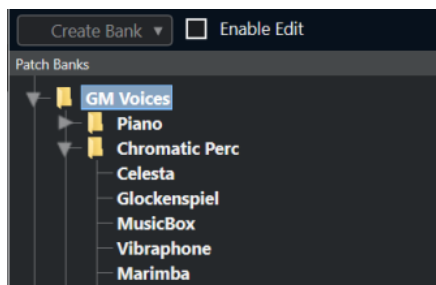 Create Bank
Enable Edit
Patch Banks
GM Voices
Piano
Chromatic Perc
Celesta
Glockenspiel
MusicBox
Vibraphone
Marimba